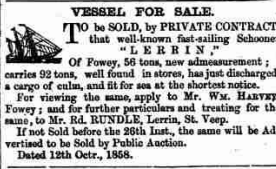 VESSEL FOR SALE.
TO be SOLD, by PRIVATE CONTRACT
that well-known fast-sailing Schoone
"LERRIN,"
Of Fowey, 56 tons, new admeasurement;
carries 92 tons, well found in stores, has just discharged
a cargo of culm, and fit for sea at the shortest notice.
For viewing the same, apply to Mr. WM. HARVEY
Fowey; and for further particulars and treating for th
same, to Mr. Rd. RUNDLE, Lerrin, St. Veep.
If not Sold before the 26th Inst., the same will be Ad
vertised to be Sold by Public Auction.
Dated 12th Octr., 1858.